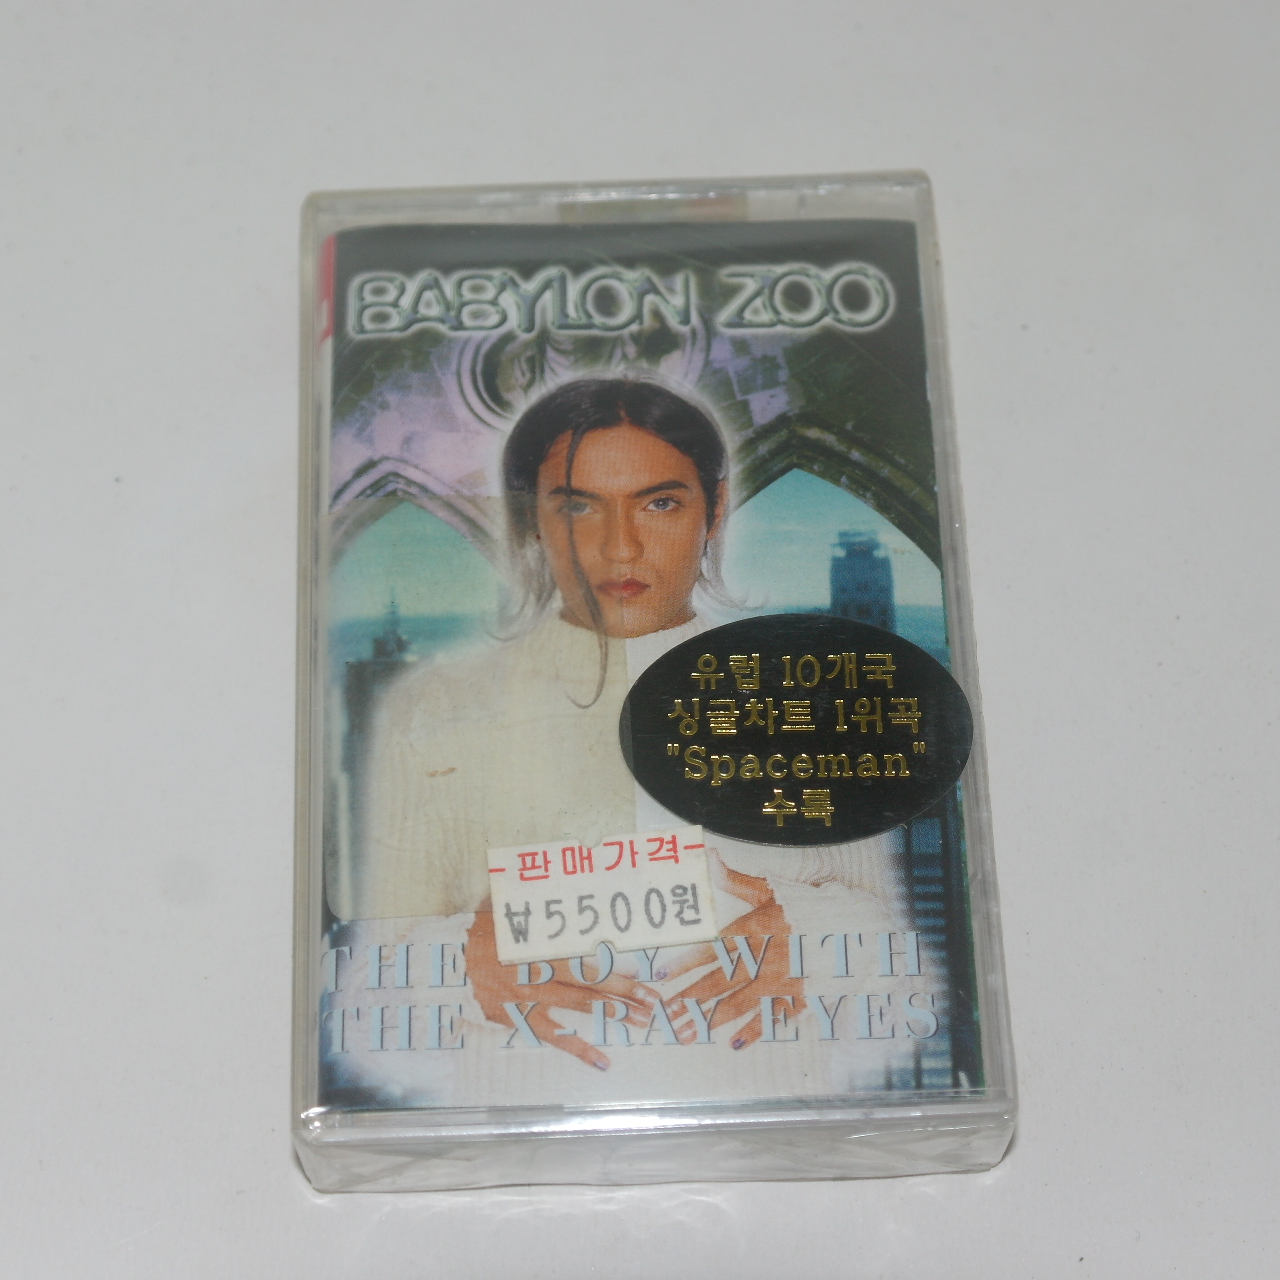 BABYLON ZOO
유럽 10개국
싱글차트 1위곡
"Spaceman"
수록
-판매가격-
₩5500원
THE BOY WITH
THE X-RAY EYES